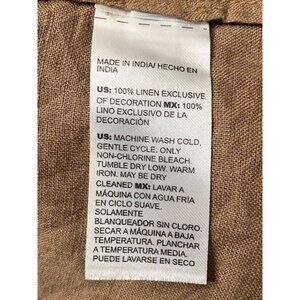 MADE IN INDIA/ HECHO EN
INDIA
US: 100% LINEN EXCLUSIVE
OF DECORATION MX: 100%
LINO EXCLUSIVO DE LA
DECORACIÓN
US: MACHINE WASH COLD,
GENTLE CYCLE. ONLY
NON-CHLORINE BLEACH.
TUMBLE DRY LOW. WARM
IRON. MAY BE DRY
CLEANED MX: LAVAR A
MÁQUINA CON AGUA FRÍA
EN CICLO SUAVE.
SOLAMENTE
BLANQUEADOR SIN CLORO.
SECAR A MÁQUINA A BAJA
TEMPERATURA. PLANCHAR
A TEMPERATURA MEDIA.
PUEDE LAVARSE EN SECO